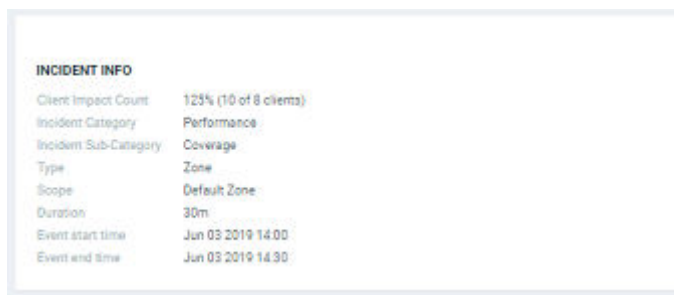 INCIDENT INFO
Client Impact Count 125% (10 of 8 clients)
Incident Category Performance
Incident Sub-Category Coverage
Type Zone
Scope Default Zone
Duration 30m
Event start time Jun 03 2019 14:00
Event end time Jun 03 2019 14:30